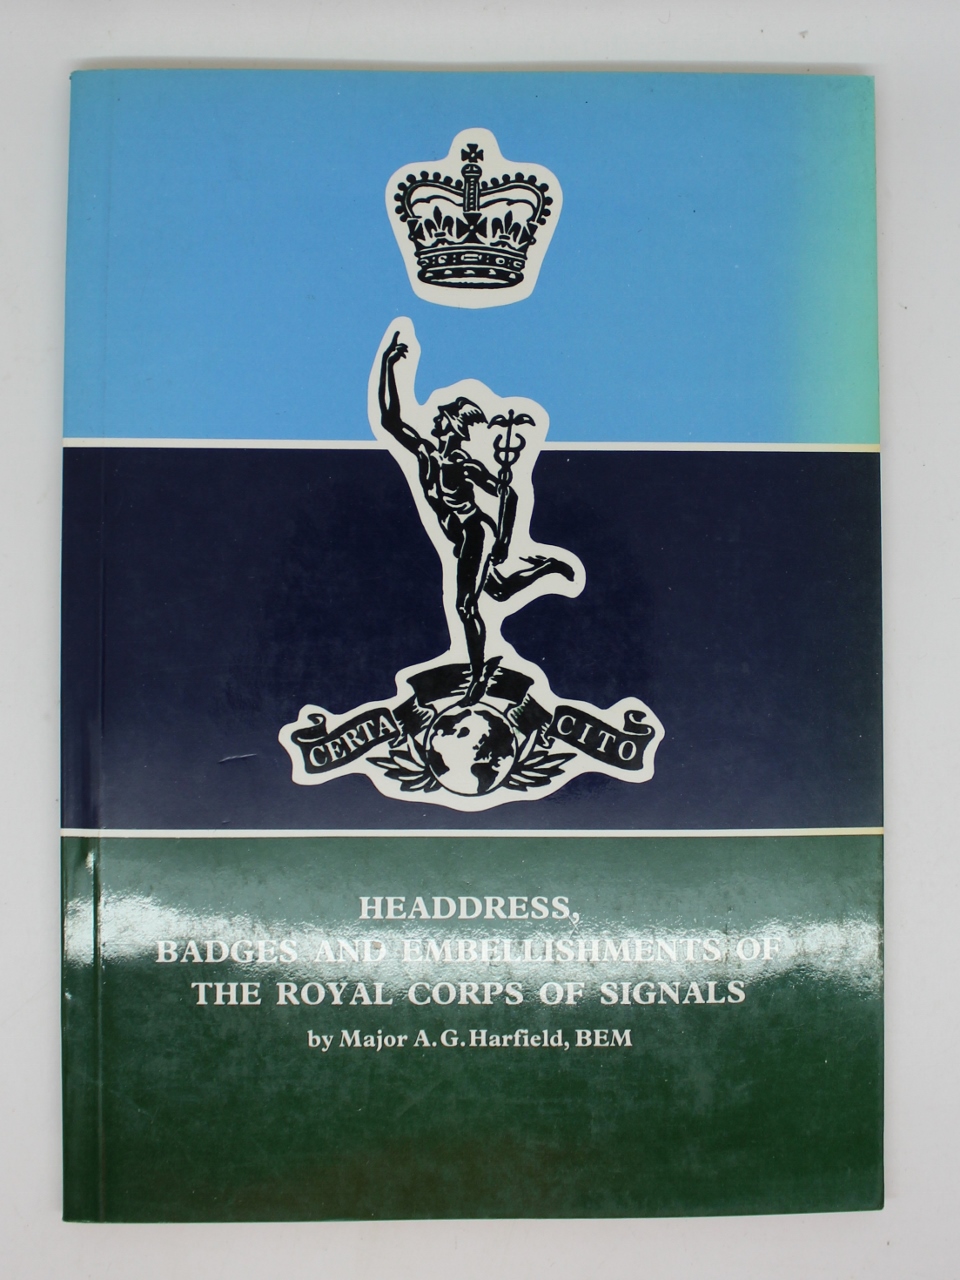 CERTA CITO
HEADDRESS,
BADGES AND EMBELLISHMENTS OF
THE ROYAL CORPS OF SIGNALS
by Major A.G. Harfield, BEM